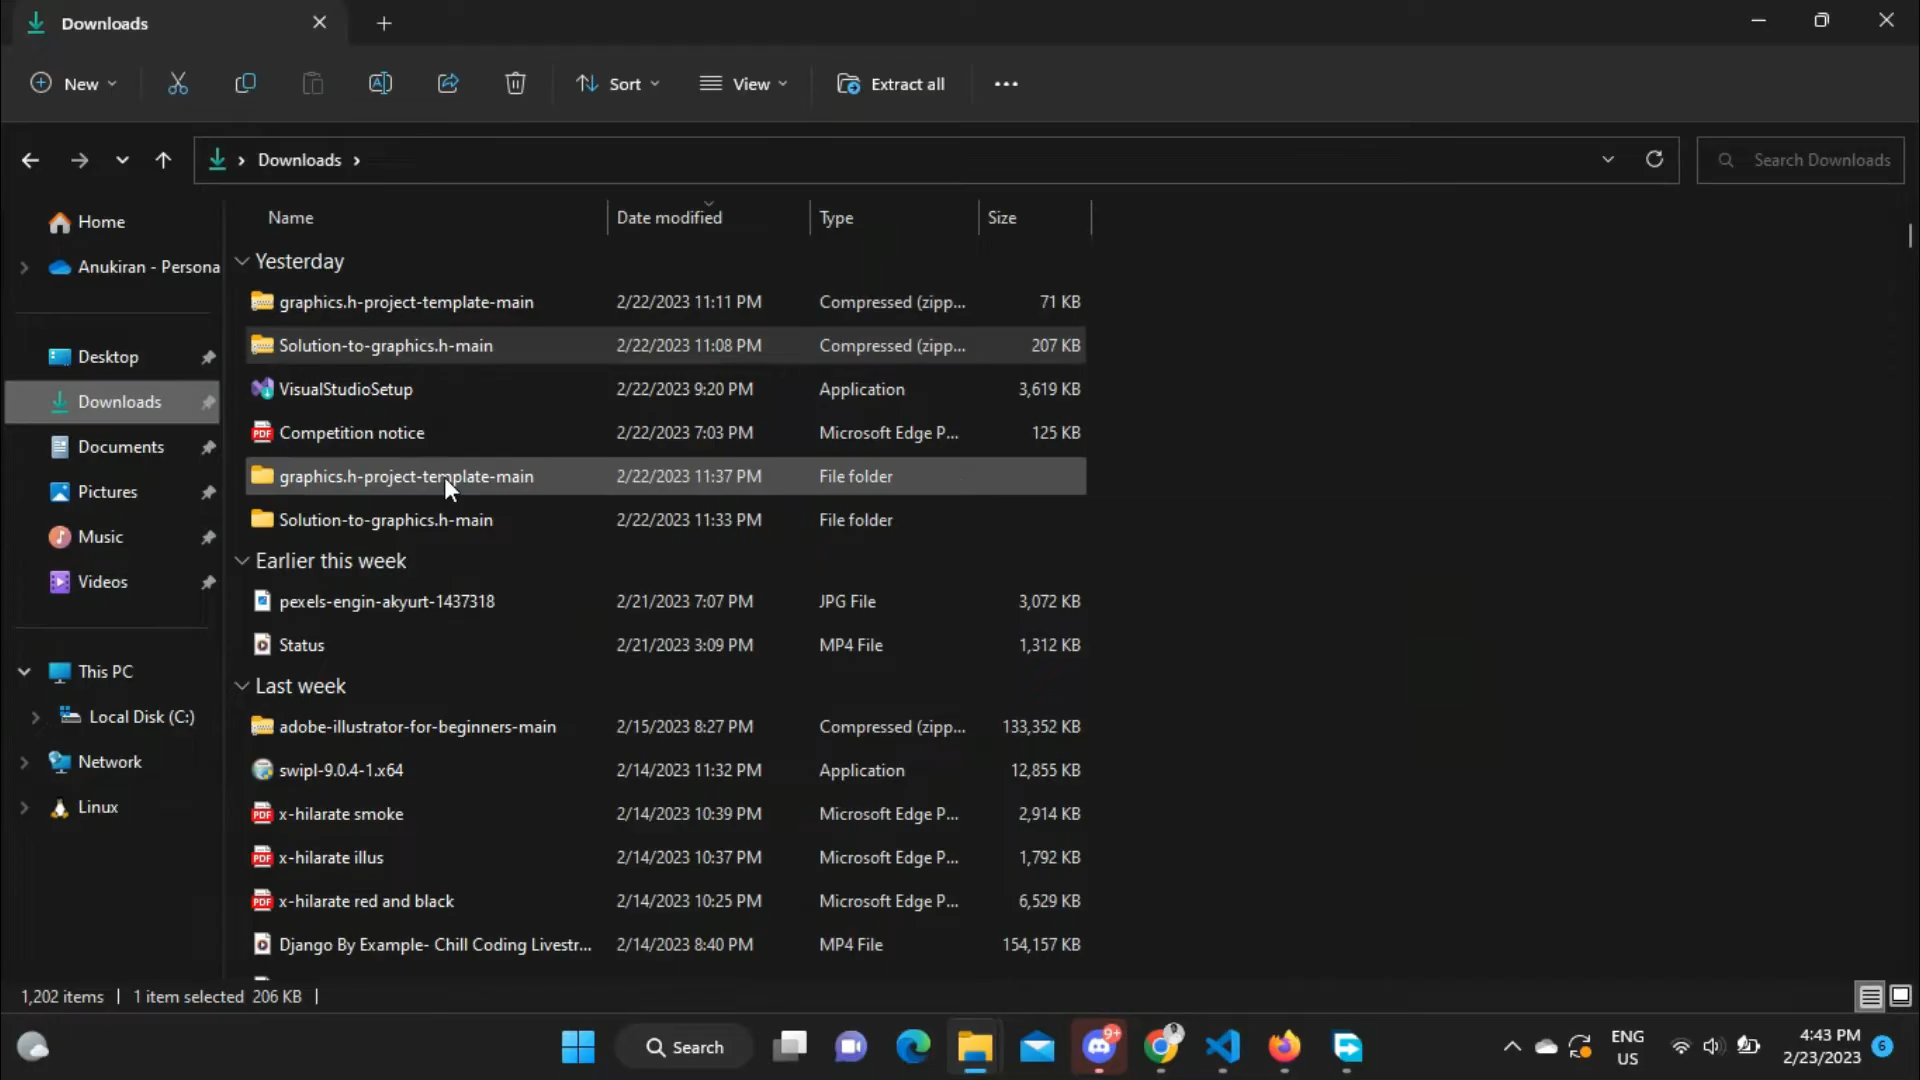 Downloads
New
Sort
View
Extract all
Downloads
Search Downloads
Home
Anukiran - Persona
Desktop
Downloads
Documents
Pictures
Music
Videos
This PC
Local Disk (C:)
Network
Linux
Name Date modified Type Size
Yesterday
graphics.h-project-template-main 2/22/2023 11:11 PM Compressed (zipp... 71 KB
Solution-to-graphics.h-main 2/22/2023 11:08 PM Compressed (zipp... 207 KB
VisualStudioSetup 2/22/2023 9:20 PM Application 3,619 KB
PDF Competition notice 2/22/2023 7:03 PM Microsoft Edge P... 125 KB
graphics.h-project-template-main 2/22/2023 11:37 PM File folder
Solution-to-graphics.h-main 2/22/2023 11:33 PM File folder
Earlier this week
pexels-engin-akyurt-1437318 2/21/2023 7:07 PM JPG File 3,072 KB
Status 2/21/2023 3:09 PM MP4 File 1,312 KB
Last week
adobe-illustrator-for-beginners-main 2/15/2023 8:27 PM Compressed (zipp... 133,352 KB
swipl-9.0.4-1.x64 2/14/2023 11:32 PM Application 12,855 KB
PDF x-hilarate smoke 2/14/2023 10:39 PM Microsoft Edge P... 2,914 KB
PDF x-hilarate illus 2/14/2023 10:37 PM Microsoft Edge P... 1,792 KB
PDF x-hilarate red and black 2/14/2023 10:25 PM Microsoft Edge P... 6,529 KB
Django By Example- Chill Coding Livestr... 2/14/2023 8:40 PM MP4 File 154,157 KB
1,202 items 1 item selected 206 KB
Search
9+
ENG
US
4:43 PM
2/23/2023
6